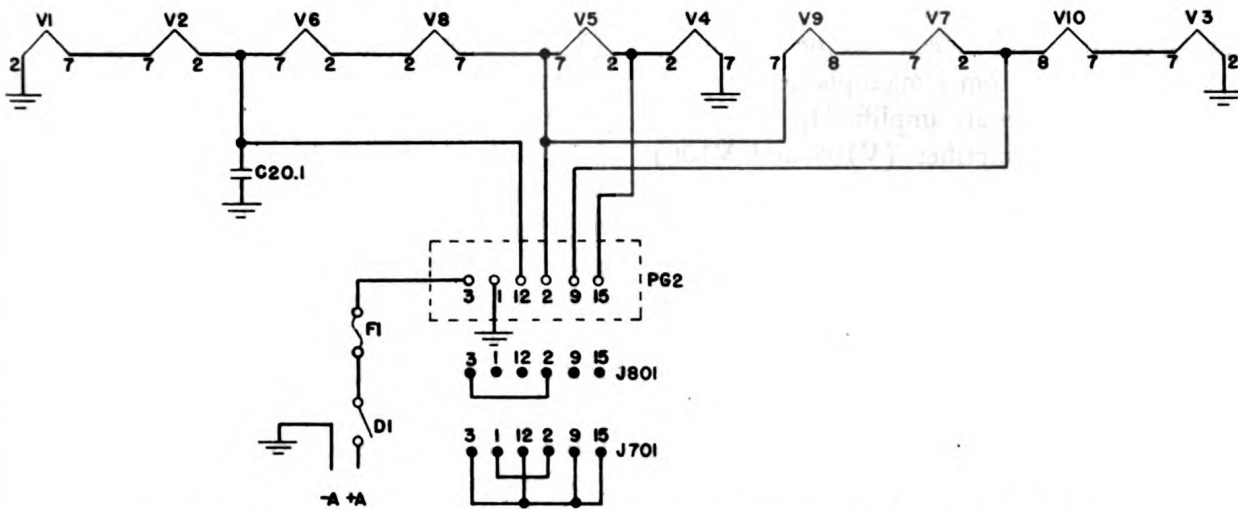 V1 V2 V6 V8 V5 V4 V9 V7 V10 V3
2 7 7 2 7 2 2 7 7 2 2 7 7 8 7 2 8 7 7 2
C20.1
PG2
3 1 12 2 9 15
F1
3 1 12 2 9 15 J801
D1
3 1 12 2 9 15 J701
-A +A